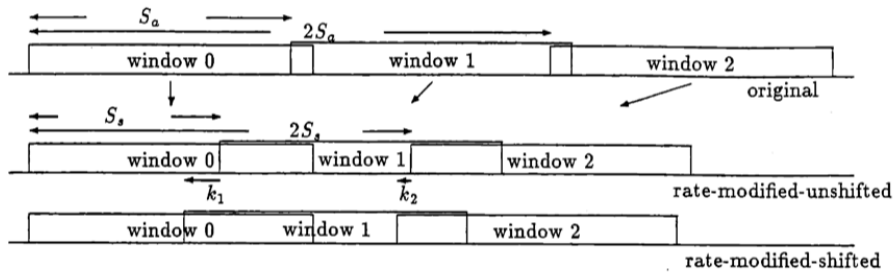 S_a
2S_a
window 0 window 1 window 2
original
S_s
2S_s
window 0 window 1 window 2
k_1 k_2
rate-modified-unshifted
window 0 window 1 window 2
rate-modified-shifted